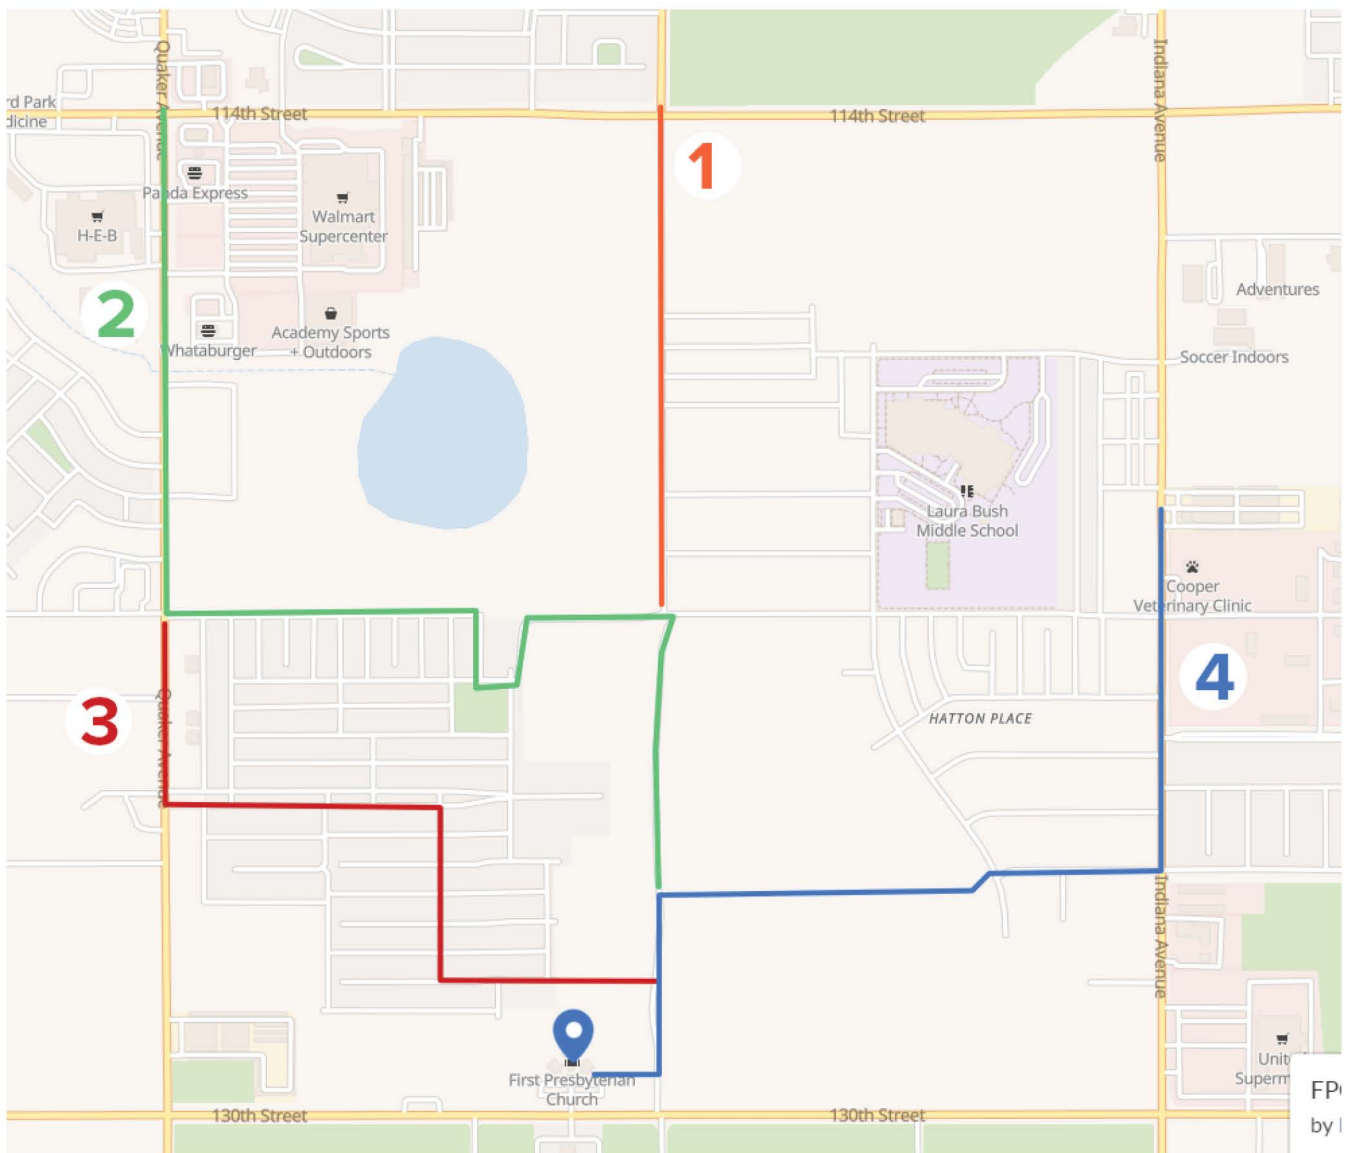 Quaker Avenue
Indiana Avenue
rd Park
dicine
114th Street
114th Street
1
Panda Express
H-E-B
Walmart
Supercenter
2
Adventures
Academy Sports
+ Outdoors
Whataburger
Soccer Indoors
Laura Bush
Middle School
Cooper
Veterinary Clinic
4
3
Quaker Avenue
HATTON PLACE
Indiana Avenue
First Presbyterian
Church
Unite
Superm
FP
by
130th Street
130th Street